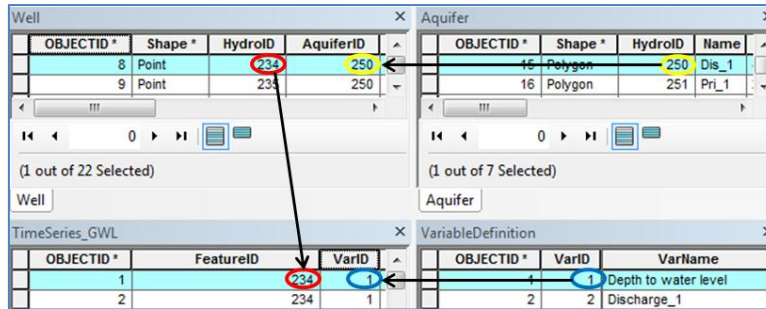 Well
OBJECTID * Shape * HydroID AquiferID
8 Point 234 250
9 Point 235 250
0
(1 out of 22 Selected)
Well
Aquifer
OBJECTID * Shape * HydroID Name
15 Polygon 250 Dis_1
16 Polygon 251 Pri_1
0
(1 out of 7 Selected)
Aquifer
TimeSeries_GWL
OBJECTID * FeatureID VarID
1 234 1
2 234 1
VariableDefinition
OBJECTID * VarID VarName
1 1 Depth to water level
2 2 Discharge_1